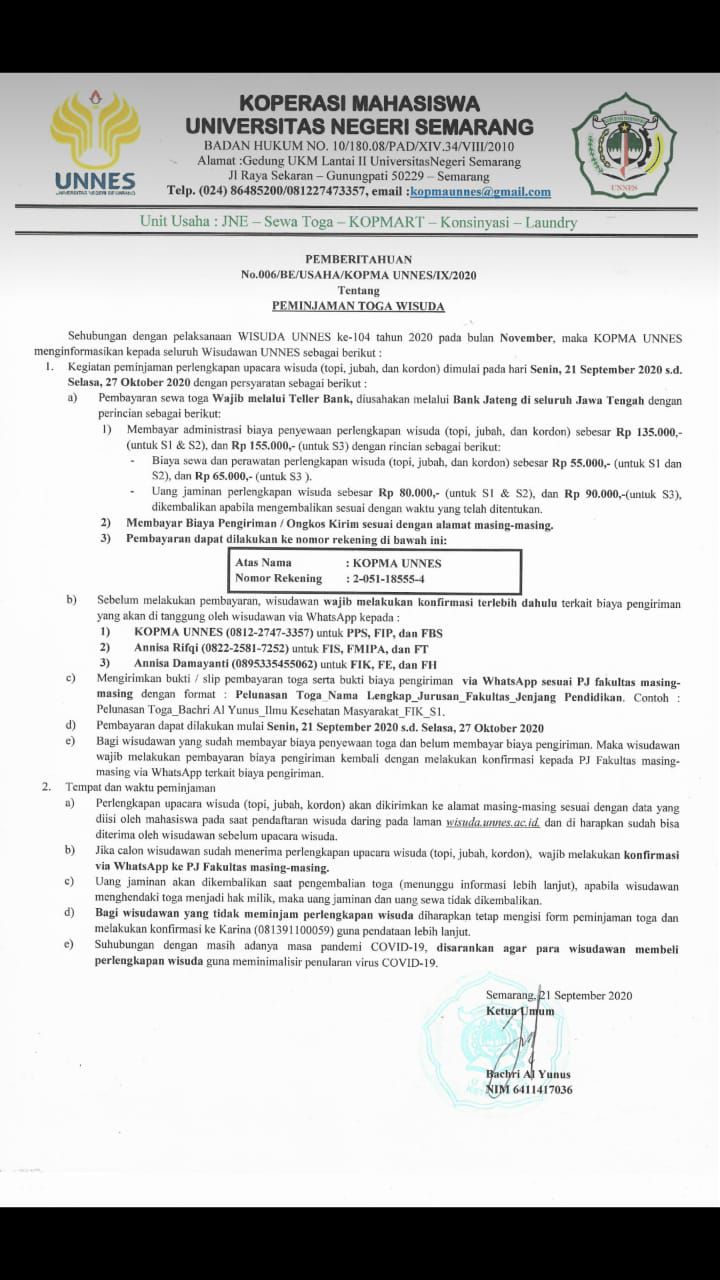 KOPERASI MAHASISWA
UNIVERSITAS NEGERI SEMARANG
BADAN HUKUM NO. 10/180.08/PAD/XIV.34/VIII/2010
Alamat :Gedung UKM Lantai II UniversitasNegeri Semarang
Jl Raya Sekaran – Gunungpati 50229 – Semarang
Telp. (024) 86485200/081227473357, email :kopmaunnes@gmail.com
UNNES
UNIVERSITAS NEGERI SEMARANG
UNNES
Unit Usaha : JNE – Sewa Toga – KOPMART – Konsinyasi – Laundry
PEMBERITAHUAN
No.006/BE/USAHA/KOPMA UNNES/IX/2020
Tentang
PEMINJAMAN TOGA WISUDA
Sehubungan dengan pelaksanaan WISUDA UNNES ke-104 tahun 2020 pada bulan November, maka KOPMA UNNES
menginformasikan kepada seluruh Wisudawan UNNES sebagai berikut :
1. Kegiatan peminjaman perlengkapan upacara wisuda (topi, jubah, dan kordon) dimulai pada hari Senin, 21 September 2020 s.d.
Selasa, 27 Oktober 2020 dengan persyaratan sebagai berikut :
a) Pembayaran sewa toga Wajib melalui Teller Bank, diusahakan melalui Bank Jateng di seluruh Jawa Tengah dengan
perincian sebagai berikut:
1) Membayar administrasi biaya penyewaan perlengkapan wisuda (topi, jubah, dan kordon) sebesar Rp 135.000,-
(untuk S1 & S2), dan Rp 155.000,- (untuk S3) dengan rincian sebagai berikut:
- Biaya sewa dan perawatan perlengkapan wisuda (topi, jubah, dan kordon) sebesar Rp 55.000,- (untuk S1 dan
S2), dan Rp 65.000,- (untuk S3 ).
- Uang jaminan perlengkapan wisuda sebesar Rp 80.000,- (untuk S1 & S2), dan Rp 90.000,-(untuk S3),
dikembalikan apabila mengembalikan sesuai dengan waktu yang telah ditentukan.
2) Membayar Biaya Pengiriman / Ongkos Kirim sesuai dengan alamat masing-masing.
3) Pembayaran dapat dilakukan ke nomor rekening di bawah ini:
Atas Nama : KOPMA UNNES
Nomor Rekening : 2-051-18555-4
b) Sebelum melakukan pembayaran, wisudawan wajib melakukan konfirmasi terlebih dahulu terkait biaya pengiriman
yang akan di tanggung oleh wisudawan via WhatsApp kepada :
1) KOPMA UNNES (0812-2747-3357) untuk PPS, FIP, dan FBS
2) Annisa Rifqi (0822-2581-7252) untuk FIS, FMIPA, dan FT
3) Annisa Damayanti (0895335455062) untuk FIK, FE, dan FH
c) Mengirimkan bukti / slip pembayaran toga serta bukti biaya pengiriman via WhatsApp sesuai PJ fakultas masing-
masing dengan format : Pelunasan Toga_Nama Lengkap_Jurusan_Fakultas_Jenjang Pendidikan. Contoh :
Pelunasan Toga_Bachri Al Yunus_Ilmu Kesehatan Masyarakat_FIK_S1.
d) Pembayaran dapat dilakukan mulai Senin, 21 September 2020 s.d. Selasa, 27 Oktober 2020
e) Bagi wisudawan yang sudah membayar biaya penyewaan toga dan belum membayar biaya pengiriman. Maka wisudawan
wajib melakukan pembayaran biaya pengiriman kembali dengan melakukan konfirmasi kepada PJ Fakultas masing-
masing via WhatsApp terkait biaya pengiriman.
2. Tempat dan waktu peminjaman
a) Perlengkapan upacara wisuda (topi, jubah, kordon) akan dikirimkan ke alamat masing-masing sesuai dengan data yang
diisi oleh mahasiswa pada saat pendaftaran wisuda daring pada laman wisuda.unnes.ac.id, dan di harapkan sudah bisa
diterima oleh wisudawan sebelum upacara wisuda.
b) Jika calon wisudawan sudah menerima perlengkapan upacara wisuda (topi, jubah, kordon), wajib melakukan konfirmasi
via WhatsApp ke PJ Fakultas masing-masing.
c) Uang jaminan akan dikembalikan saat pengembalian toga (menunggu informasi lebih lanjut), apabila wisudawan
menghendaki toga menjadi hak milik, maka uang jaminan dan uang sewa tidak dikembalikan.
d) Bagi wisudawan yang tidak meminjam perlengkapan wisuda diharapkan tetap mengisi form peminjaman toga dan
melakukan konfirmasi ke Karina (081391100059) guna pendataan lebih lanjut.
e) Suhubungan dengan masih adanya masa pandemi COVID-19, disarankan agar para wisudawan membeli
perlengkapan wisuda guna meminimalisir penularan virus COVID-19.
Semarang, 21 September 2020
Ketua Umum
Bachri Al Yunus
NIM 6411417036